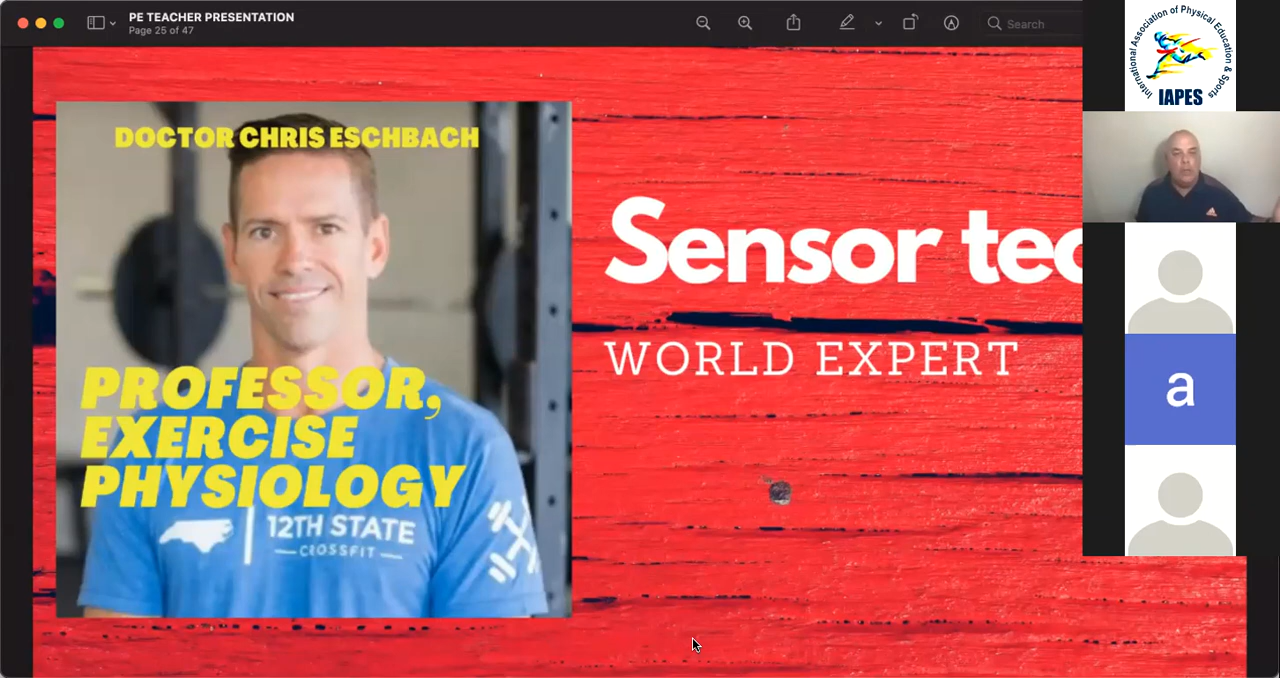 PE TEACHER PRESENTATION
Page 25 of 47
Search
International Association of Physical Education & Sports
IAPES
DOCTOR CHRIS ESCHBACH
Sensor tec
WORLD EXPERT
PROFESSOR,
EXERCISE
PHYSIOLOGY
12TH STATE
CROSSFIT
a